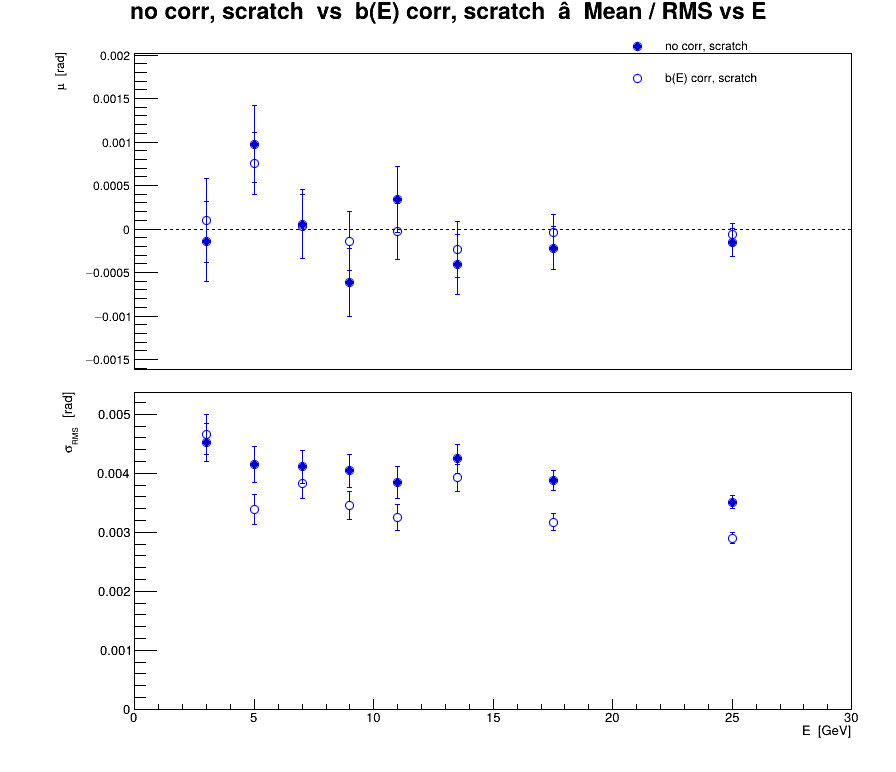 no corr, scratch  vs  b(E) corr, scratch  â  Mean / RMS vs E
no corr, scratch
b(E) corr, scratch
μ [rad]
0.002
0.0015
0.001
0.0005
0
−0.0005
−0.001
−0.0015
σRMS [rad]
0.005
0.004
0.003
0.002
0.001
0
0 5 10 15 20 25 30
E [GeV]